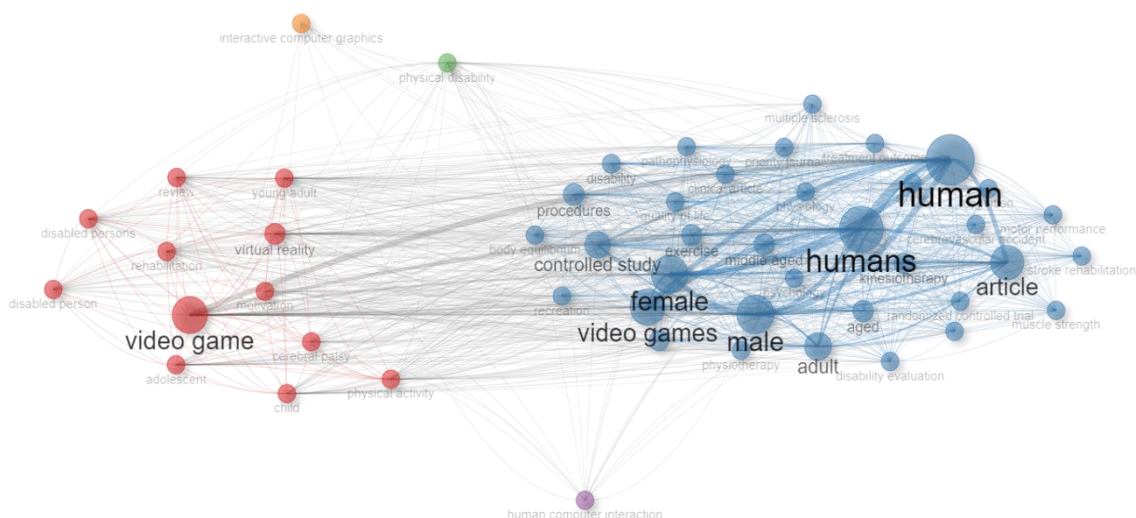 interactive computer graphics
physical disability
multiple sclerosis
pathophysiology
priority journal
treatment outcome
review
young adult
disability
clinical article
human
procedures
quality of life
physiology
disabled persons
virtual reality
body equilibrium
controlled study
exercise
middle aged
humans
cerebrovascular accident
motor performance
rehabilitation
kinesiotherapy
stroke rehabilitation
article
disabled person
motivation
recreation
female
video games
male
aged
randomized controlled trial
muscle strength
video game
cerebral palsy
physiotherapy
adult
disability evaluation
adolescent
physical activity
child
human computer interaction